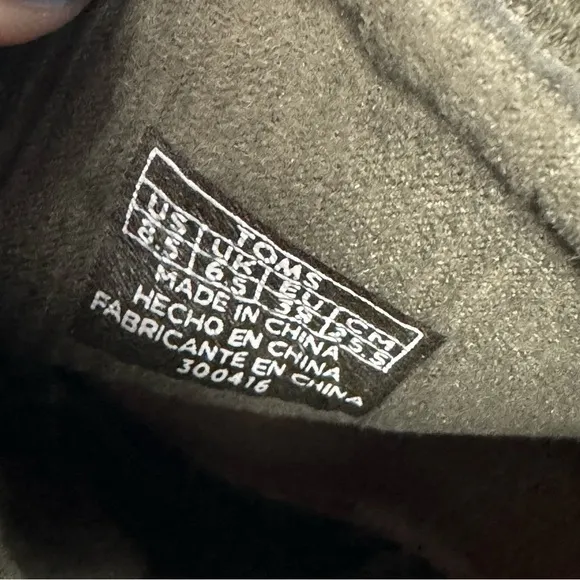 TOMS
US UK EU CM
8.5 6.5 39 25.5
MADE IN CHINA
HECHO EN CHINA
FABRICANTE EN CHINA
300416